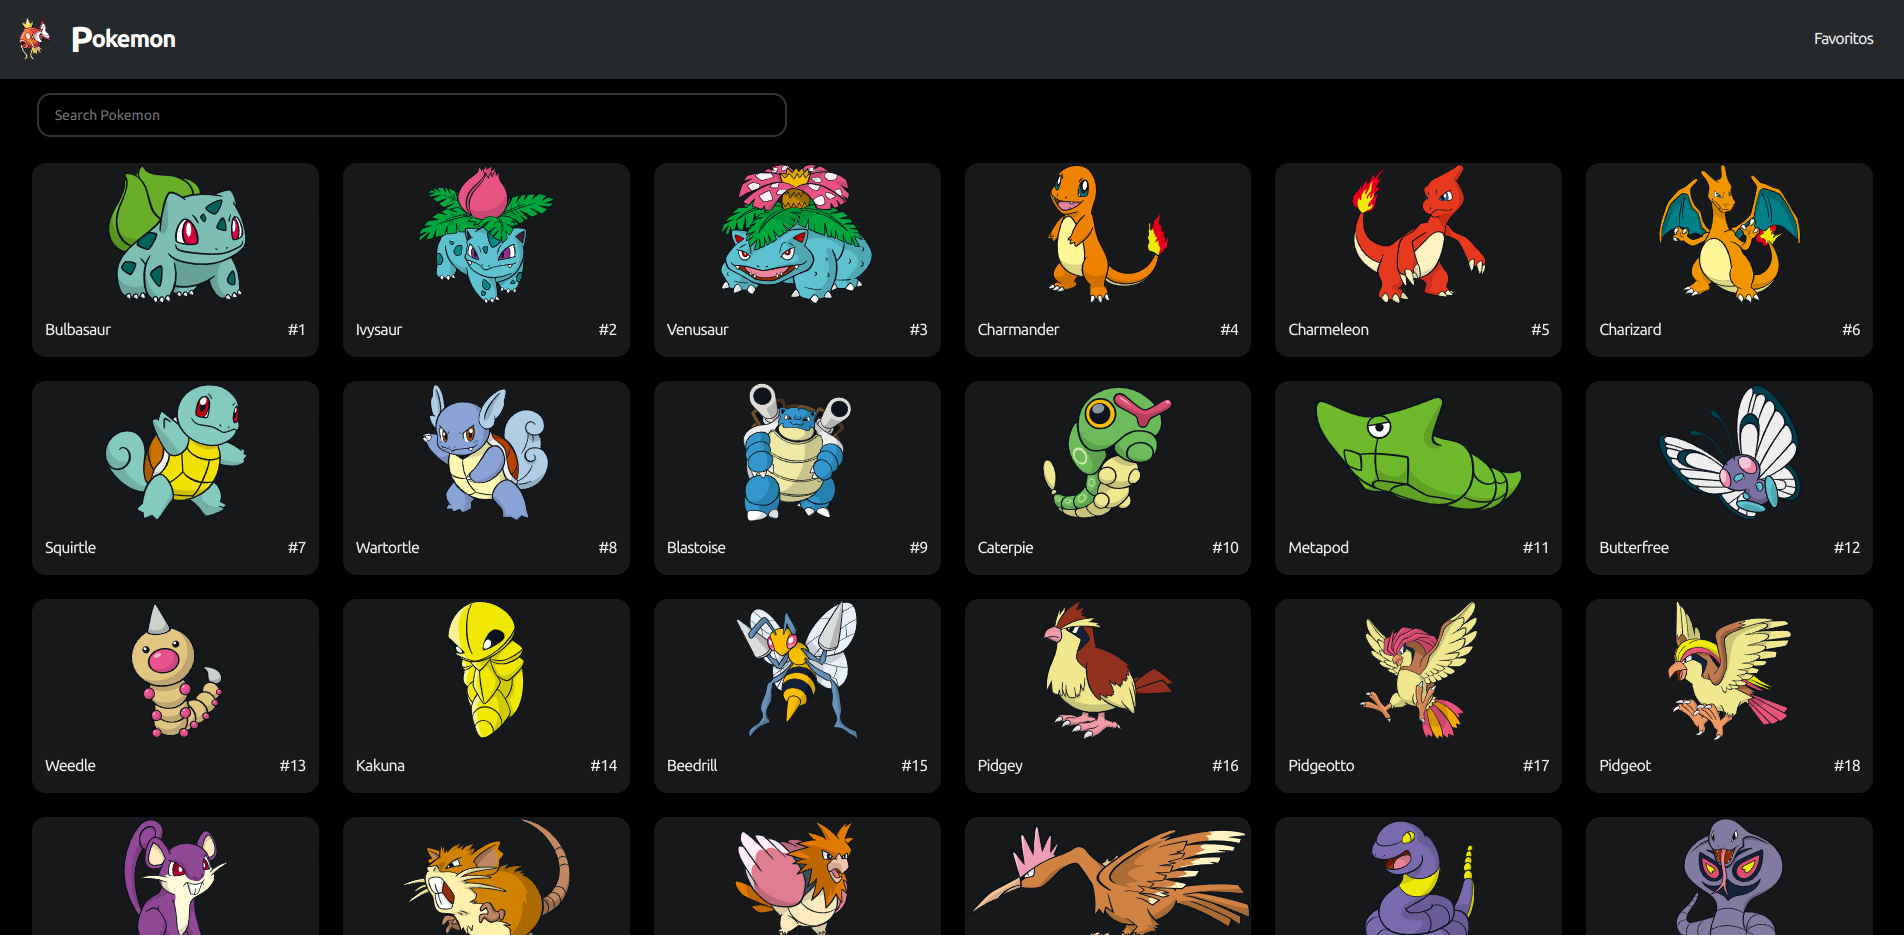 Pokemon
Favoritos
Search Pokemon
Bulbasaur #1
Ivysaur #2
Venusaur #3
Charmander #4
Charmeleon #5
Charizard #6
Squirtle #7
Wartortle #8
Blastoise #9
Caterpie #10
Metapod #11
Butterfree #12
Weedle #13
Kakuna #14
Beedrill #15
Pidgey #16
Pidgeotto #17
Pidgeot #18